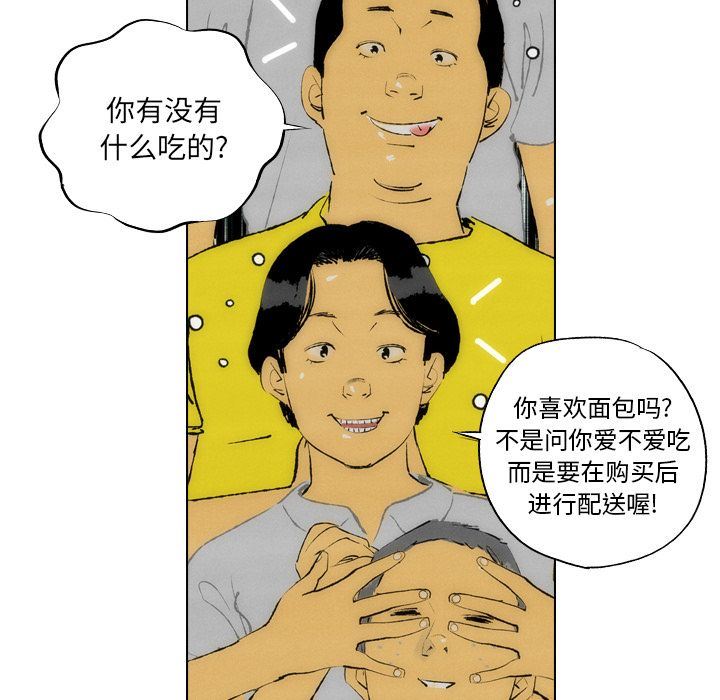 你有没有
什么吃的?
你喜欢面包吗?
不是问你爱不爱吃
而是要在购买后
进行配送喔!